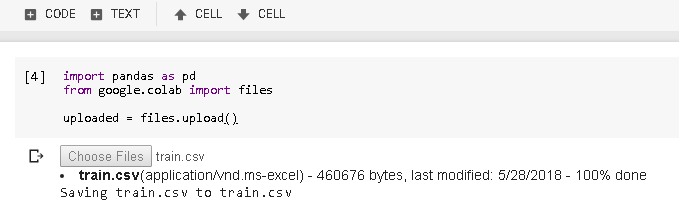 CODE TEXT CELL CELL
[4] import pandas as pd
from google.colab import files
uploaded = files.upload()
Choose Files train.csv
• train.csv(application/vnd.ms-excel) - 460676 bytes, last modified: 5/28/2018 - 100% done
Saving train.csv to train.csv